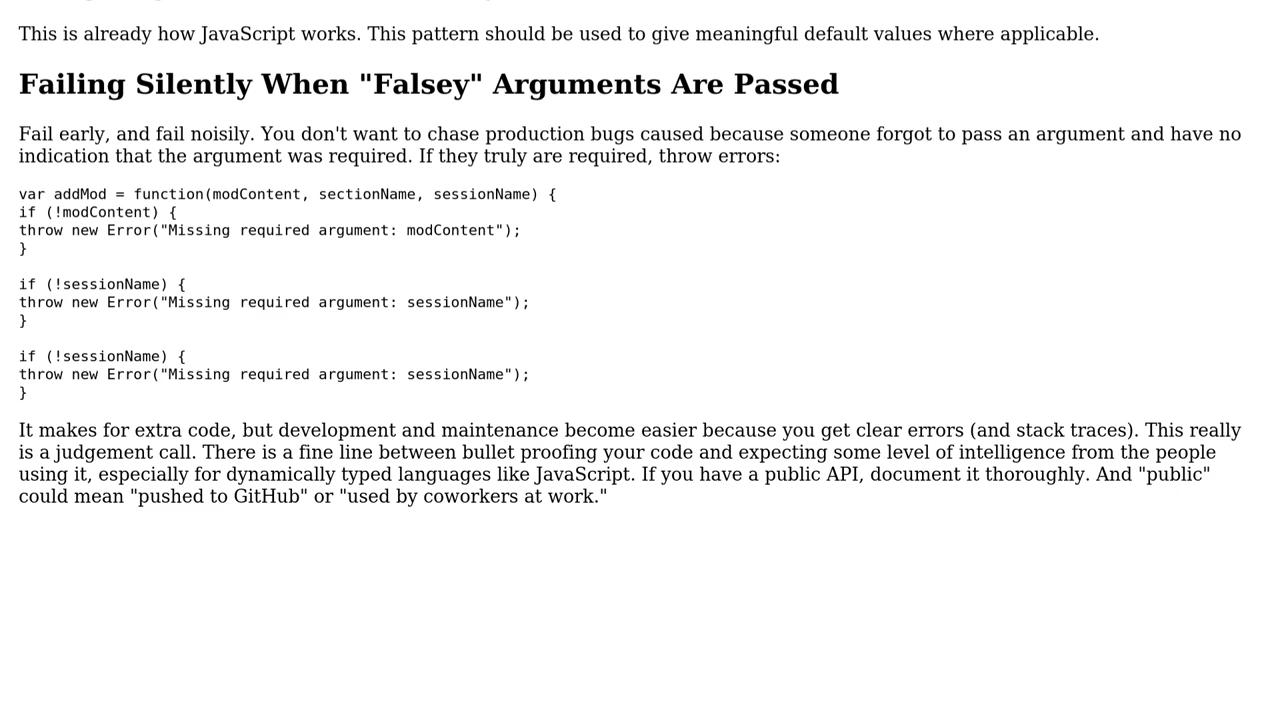 This is already how JavaScript works. This pattern should be used to give meaningful default values where applicable.
Failing Silently When "Falsey" Arguments Are Passed
Fail early, and fail noisily. You don't want to chase production bugs caused because someone forgot to pass an argument and have no
indication that the argument was required. If they truly are required, throw errors:
var addMod = function(modContent, sectionName, sessionName) {
if (!modContent) {
throw new Error("Missing required argument: modContent");
}
if (!sessionName) {
throw new Error("Missing required argument: sessionName");
}
if (!sessionName) {
throw new Error("Missing required argument: sessionName");
}
It makes for extra code, but development and maintenance become easier because you get clear errors (and stack traces). This really
is a judgement call. There is a fine line between bullet proofing your code and expecting some level of intelligence from the people
using it, especially for dynamically typed languages like JavaScript. If you have a public API, document it thoroughly. And "public"
could mean "pushed to GitHub" or "used by coworkers at work."